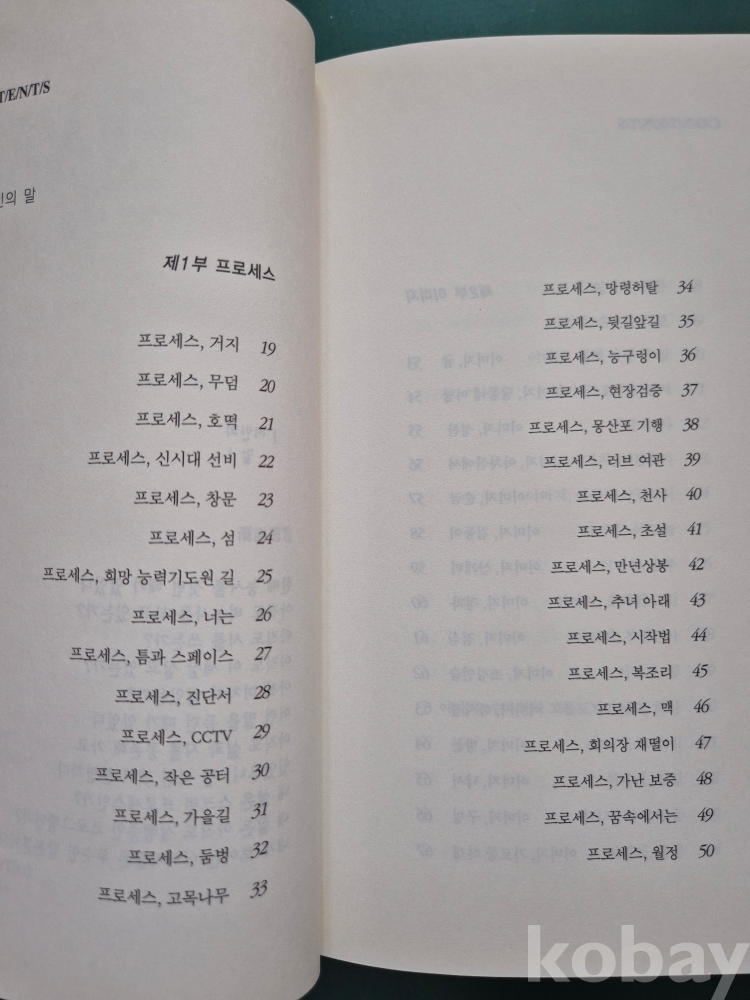 T/E/N/T/S
인의 말
제1부 프로세스
프로세스, 거지 19
프로세스, 무덤 20
프로세스, 호떡 21
프로세스, 신시대 선비 22
프로세스, 창문 23
프로세스, 섬 24
프로세스, 희망 능력기도원 길 25
프로세스, 너는 26
프로세스, 틈과 스페이스 27
프로세스, 진단서 28
프로세스, CCTV 29
프로세스, 작은 공터 30
프로세스, 가을길 31
프로세스, 둠벙 32
프로세스, 고목나무 33
프로세스, 망령허탈 34
프로세스, 뒷길앞길 35
프로세스, 능구렁이 36
프로세스, 현장검증 37
프로세스, 몽산포 기행 38
프로세스, 러브 여관 39
프로세스, 천사 40
프로세스, 초설 41
프로세스, 만년상봉 42
프로세스, 추녀 아래 43
프로세스, 시작법 44
프로세스, 복조리 45
프로세스, 맥 46
프로세스, 회의장 재떨이 47
프로세스, 가난 보증 48
프로세스, 꿈속에서는 49
프로세스, 월정 50
kobay